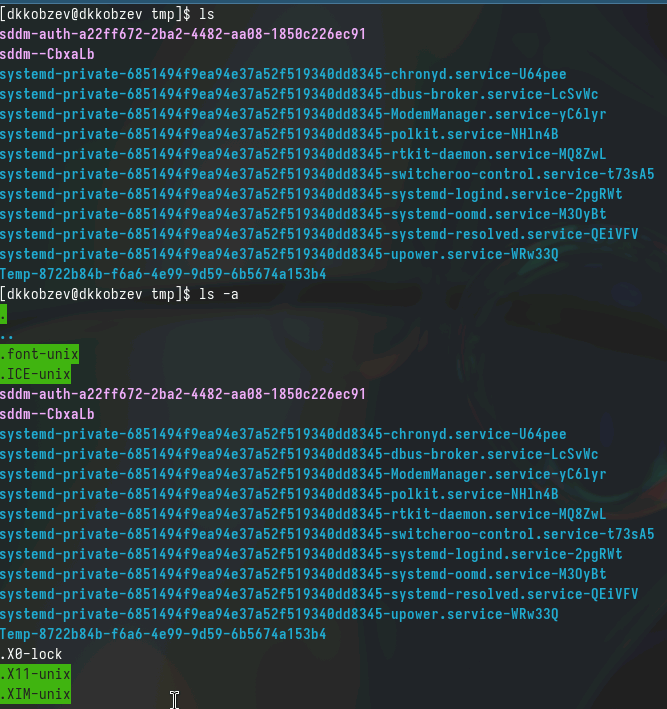 [dkkobzev@dkkobzev tmp]$ ls
sddm-auth-a22ff672-2ba2-4482-aa08-1850c226ec91
sddm--CbxaLb
systemd-private-6851494f9ea94e37a52f519340dd8345-chronyd.service-U64pee
systemd-private-6851494f9ea94e37a52f519340dd8345-dbus-broker.service-LcSvWc
systemd-private-6851494f9ea94e37a52f519340dd8345-ModemManager.service-yC6lyr
systemd-private-6851494f9ea94e37a52f519340dd8345-polkit.service-NHln4B
systemd-private-6851494f9ea94e37a52f519340dd8345-rtkit-daemon.service-MQ8ZwL
systemd-private-6851494f9ea94e37a52f519340dd8345-switcheroo-control.service-t73sA5
systemd-private-6851494f9ea94e37a52f519340dd8345-systemd-logind.service-2pgRWt
systemd-private-6851494f9ea94e37a52f519340dd8345-systemd-oomd.service-M3OyBt
systemd-private-6851494f9ea94e37a52f519340dd8345-systemd-resolved.service-QEiVFV
systemd-private-6851494f9ea94e37a52f519340dd8345-upower.service-WRw33Q
Temp-8722b84b-f6a6-4e99-9d59-6b5674a153b4
[dkkobzev@dkkobzev tmp]$ ls -a
.
..
.font-unix
.ICE-unix
sddm-auth-a22ff672-2ba2-4482-aa08-1850c226ec91
sddm--CbxaLb
systemd-private-6851494f9ea94e37a52f519340dd8345-chronyd.service-U64pee
systemd-private-6851494f9ea94e37a52f519340dd8345-dbus-broker.service-LcSvWc
systemd-private-6851494f9ea94e37a52f519340dd8345-ModemManager.service-yC6lyr
systemd-private-6851494f9ea94e37a52f519340dd8345-polkit.service-NHln4B
systemd-private-6851494f9ea94e37a52f519340dd8345-rtkit-daemon.service-MQ8ZwL
systemd-private-6851494f9ea94e37a52f519340dd8345-switcheroo-control.service-t73sA5
systemd-private-6851494f9ea94e37a52f519340dd8345-systemd-logind.service-2pgRWt
systemd-private-6851494f9ea94e37a52f519340dd8345-systemd-oomd.service-M3OyBt
systemd-private-6851494f9ea94e37a52f519340dd8345-systemd-resolved.service-QEiVFV
systemd-private-6851494f9ea94e37a52f519340dd8345-upower.service-WRw33Q
Temp-8722b84b-f6a6-4e99-9d59-6b5674a153b4
.X0-lock
.X11-unix
.XIM-unix